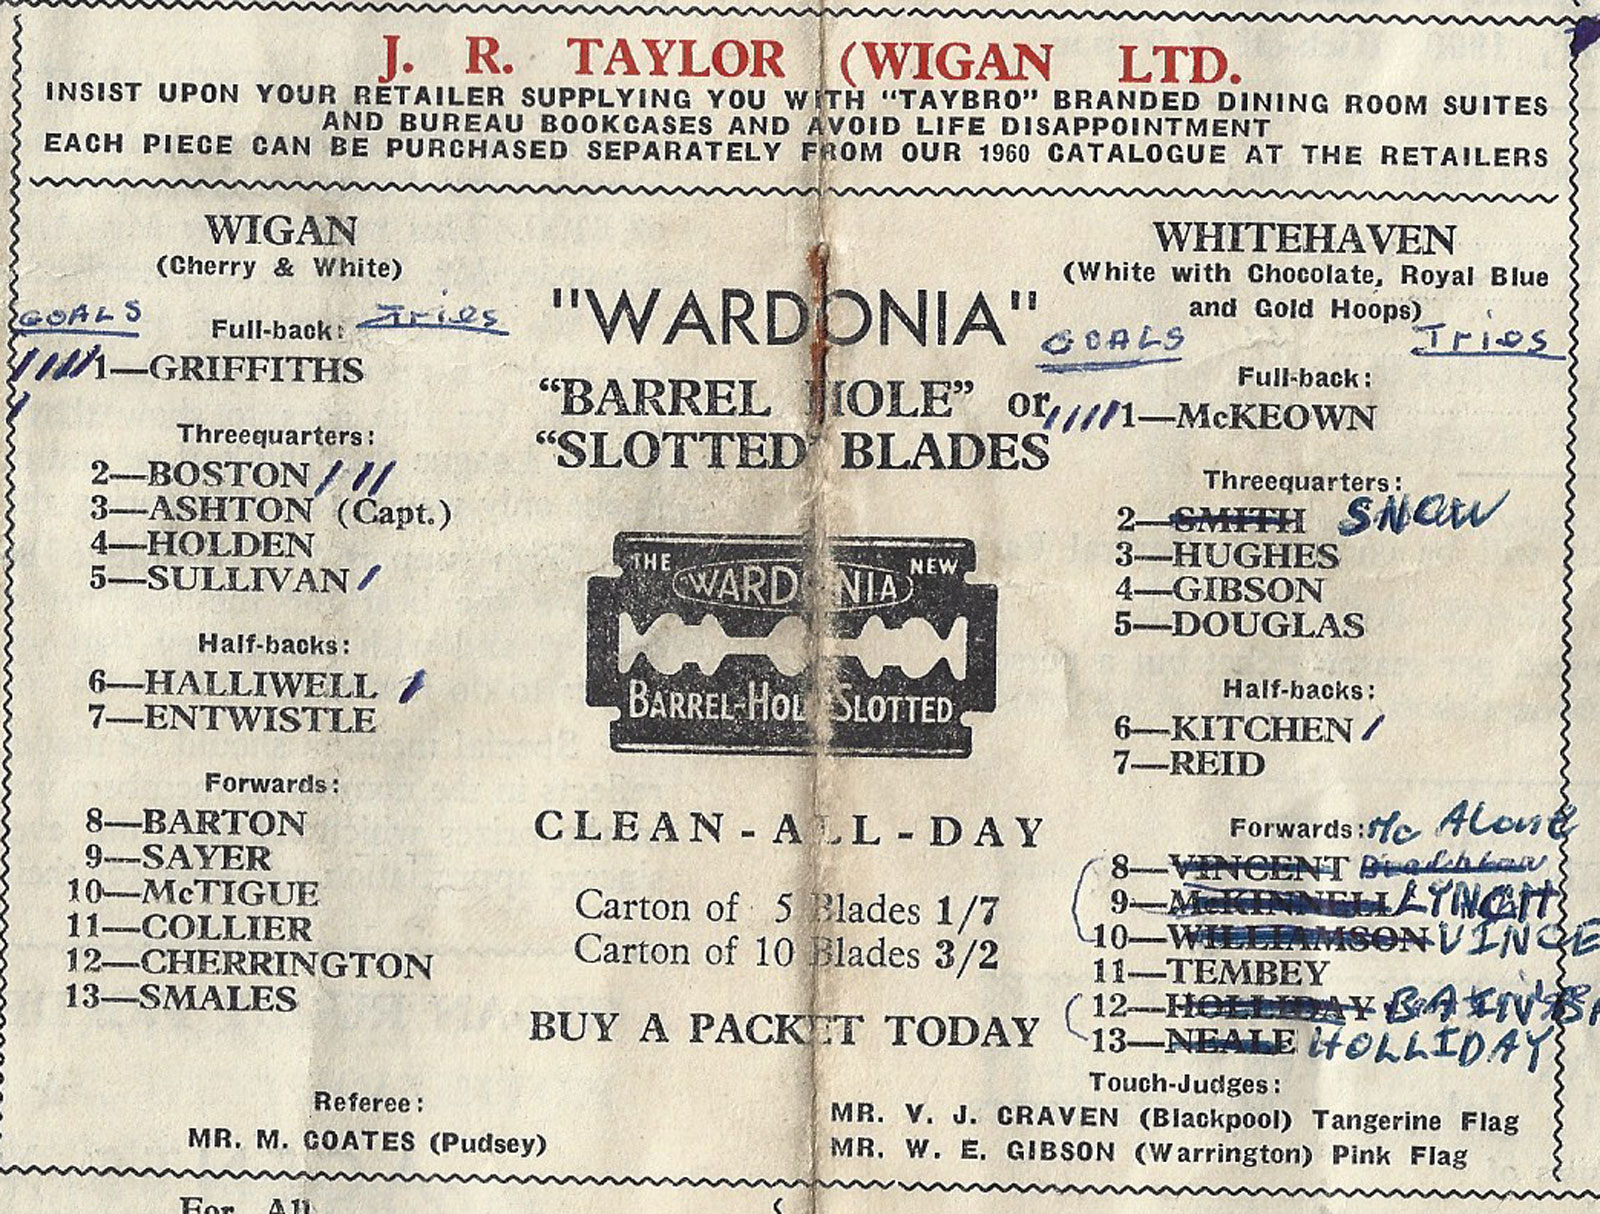 J. R. TAYLOR (WIGAN LTD.
INSIST UPON YOUR RETAILER SUPPLYING YOU WITH "TAYBRO" BRANDED DINING ROOM SUITES
AND BUREAU BOOKCASES AND AVOID LIFE DISAPPOINTMENT
EACH PIECE CAN BE PURCHASED SEPARATELY FROM OUR 1960 CATALOGUE AT THE RETAILERS
WIGAN
(Cherry & White)
GOALS
Tries
Full-back:
1—GRIFFITHS
Threequarters:
2—BOSTON
3—ASHTON (Capt.)
4—HOLDEN
5—SULLIVAN
Half-backs:
6—HALLIWELL
7—ENTWISTLE
Forwards:
8—BARTON
9—SAYER
10—McTIGUE
11—COLLIER
12—CHERRINGTON
13—SMALES
Referee:
MR. M. COATES (Pudsey)
"WARDONIA"
"BARREL HOLE" or
"SLOTTED" BLADES
THE WARDONIA NEW
BARREL-HOLE SLOTTED
CLEAN-ALL-DAY
Carton of 5 Blades 1/7
Carton of 10 Blades 3/2
BUY A PACKET TODAY
WHITEHAVEN
(White with Chocolate, Royal Blue
and Gold Hoops)
GOALS
Tries
Full-back:
1—McKEOWN
Threequarters:
2—SMITH SNOW
3—HUGHES
4—GIBSON
5—DOUGLAS
Half-backs:
6—KITCHEN
7—REID
Forwards: Mc Alone
8—VINCENT
9—McKINNELL LYNCH
10—WILLIAMSON VINCE
11—TEMBEY
12—HOLLIDAY
13—NEALE HOLLIDAY
Touch-Judges:
MR. V. J. CRAVEN (Blackpool) Tangerine Flag
MR. W. E. GIBSON (Warrington) Pink Flag
For All